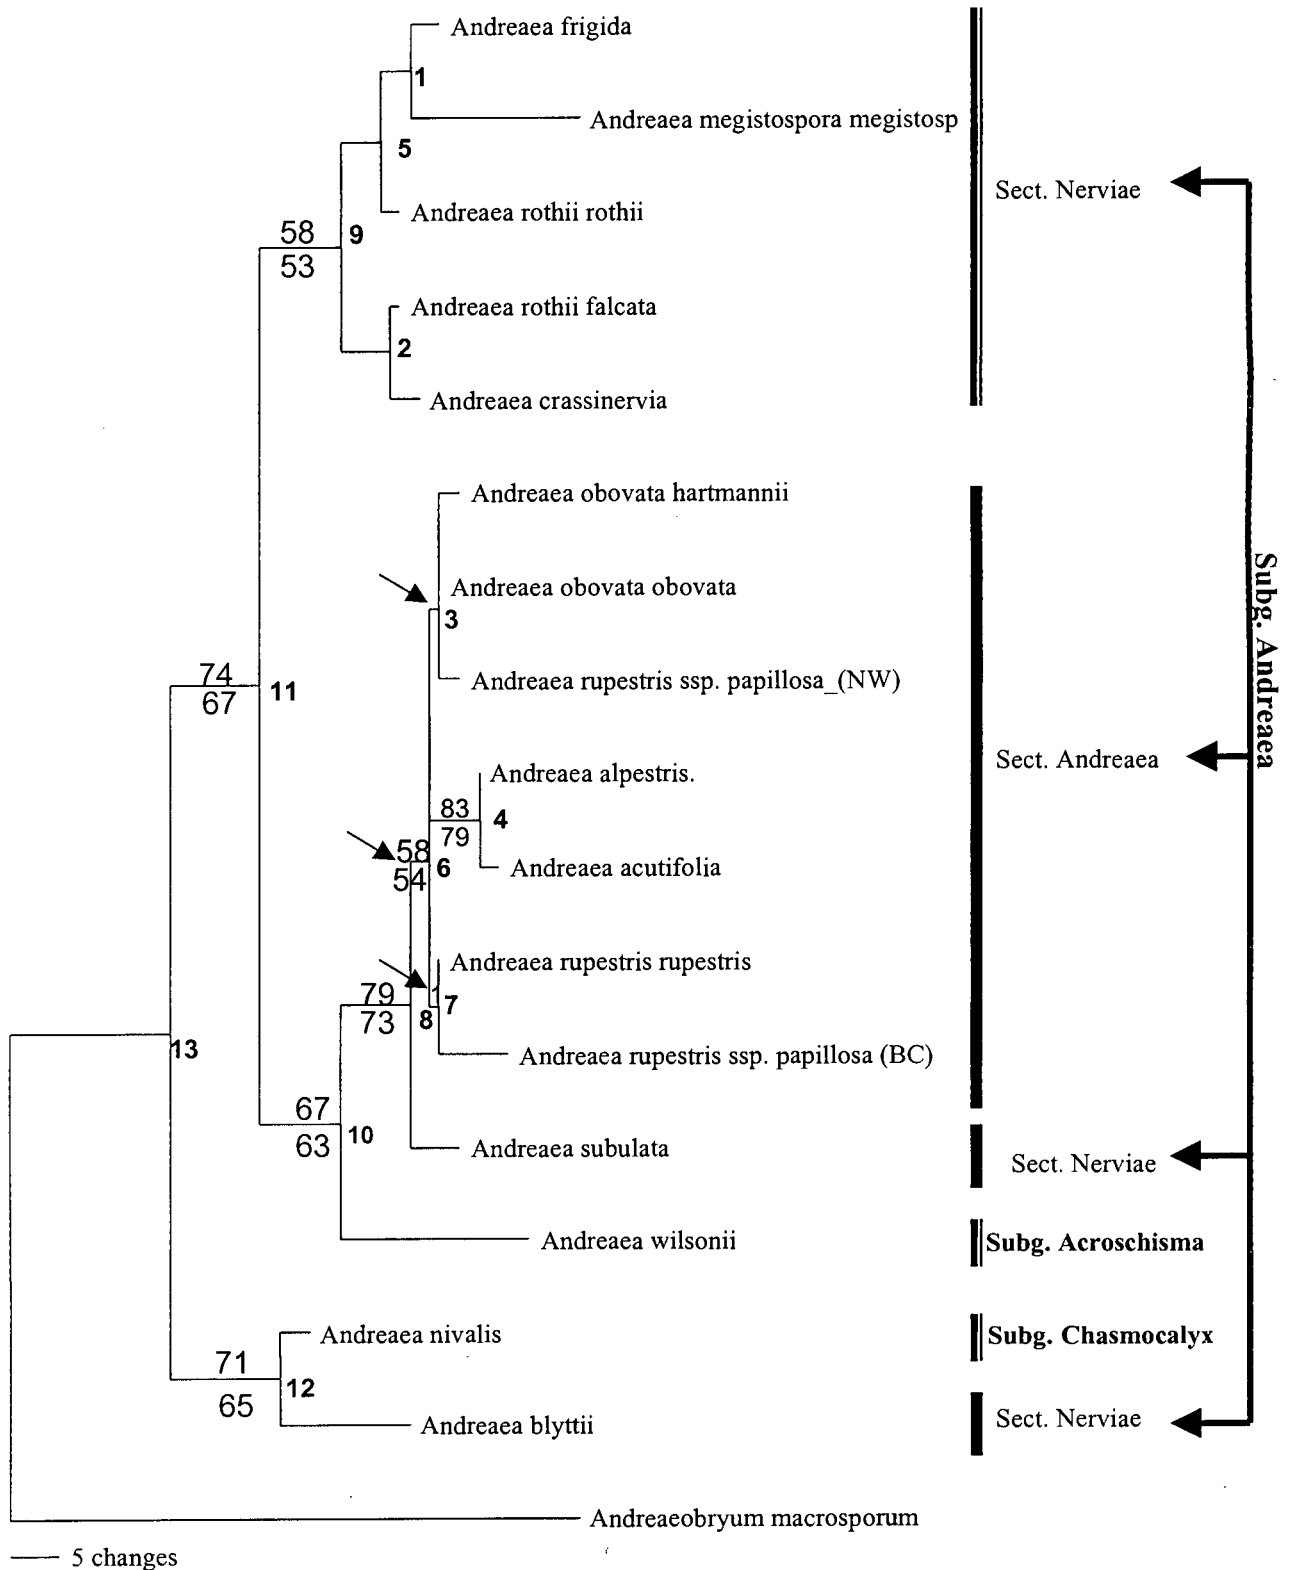 Andreaea frigida
1
Andreaea megistospora megistosp
5
Sect. Nerviae
Andreaea rothii rothii
58
9
53
Andreaea rothii falcata
2
Andreaea crassinervia
Andreaea obovata hartmannii
Andreaea obovata obovata
3
Subg. Andreaea
74
11
67
Andreaea rupestris ssp. papillosa_(NW)
Sect. Andreaea
Andreaea alpestris.
83
4
79
58
6
54
Andreaea acutifolia
Andreaea rupestris rupestris
79
7
73
8
Andreaea rupestris ssp. papillosa (BC)
13
67
10
63
Andreaea subulata
Sect. Nerviae
Andreaea wilsonii
Subg. Acroschisma
Andreaea nivalis
Subg. Chasmocalyx
71
12
65
Andreaea blyttii
Sect. Nerviae
Andreaeobryum macrosporum
5 changes